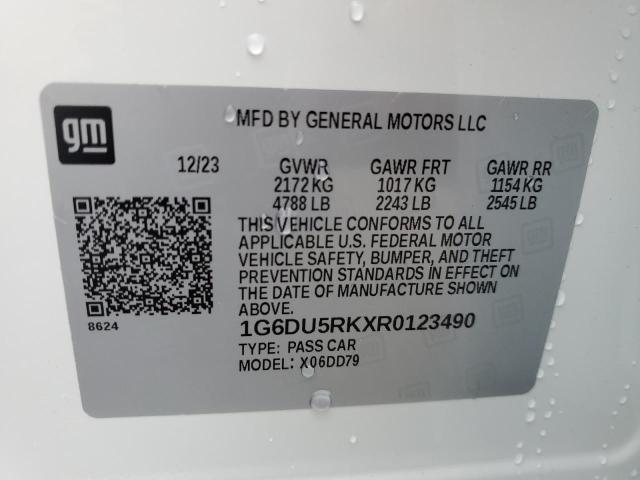 gm
MFD BY GENERAL MOTORS LLC
12/23 GVWR GAWR FRT GAWR RR
2172 KG 1017 KG 1154 KG
4788 LB 2243 LB 2545 LB
THIS VEHICLE CONFORMS TO ALL
APPLICABLE U.S. FEDERAL MOTOR
VEHICLE SAFETY, BUMPER, AND THEFT
PREVENTION STANDARDS IN EFFECT ON
THE DATE OF MANUFACTURE SHOWN
ABOVE.
8624
1G6DU5RKXR0123490
TYPE: PASS CAR
MODEL: X06DD79